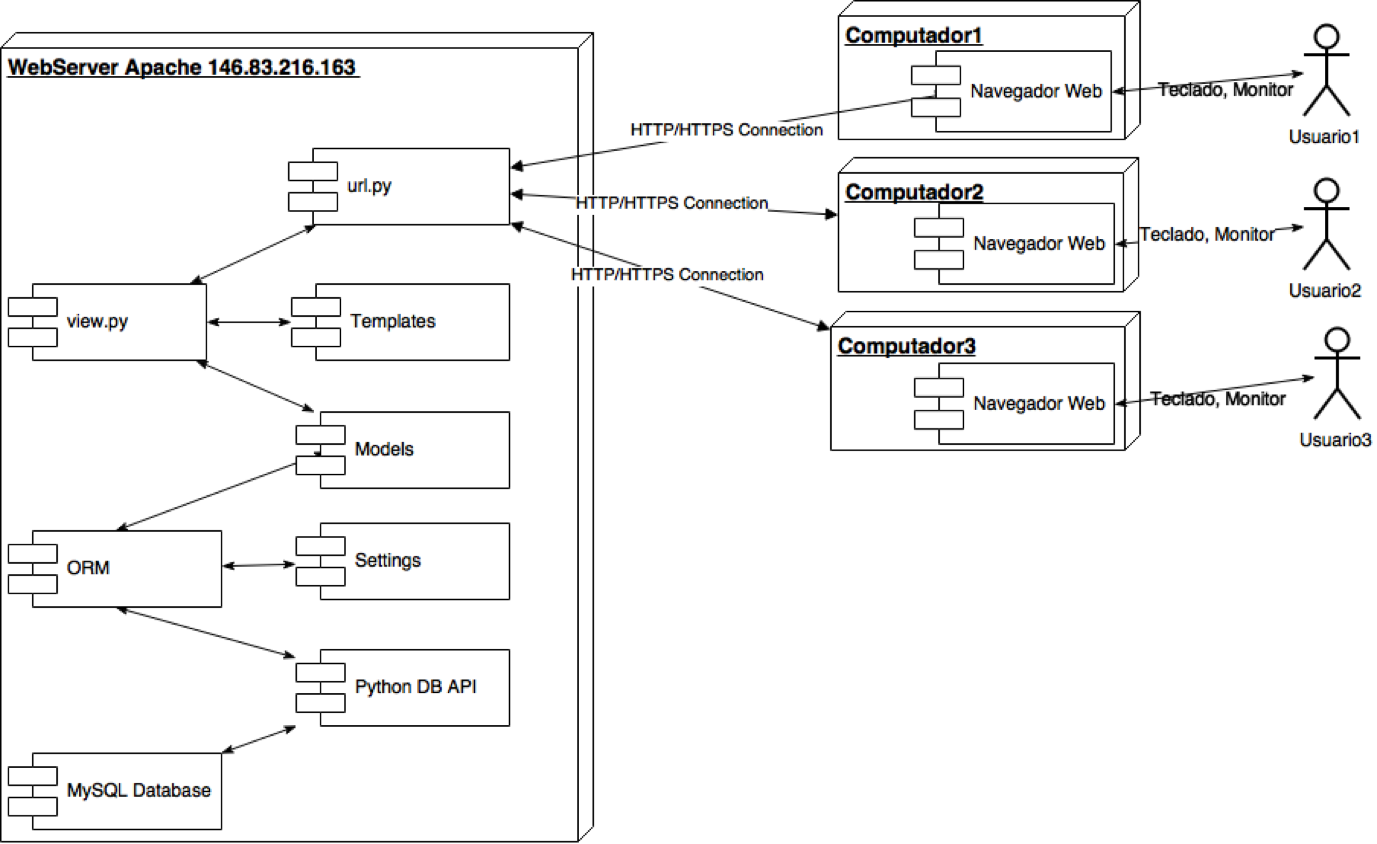 WebServer Apache 146.83.216.163
url.py
view.py
Templates
Models
ORM
Settings
Python DB API
MySQL Database
HTTP/HTTPS Connection
HTTP/HTTPS Connection
HTTP/HTTPS Connection
Computador1
Navegador Web
Teclado, Monitor
Usuario1
Computador2
Navegador Web
Teclado, Monitor
Usuario2
Computador3
Navegador Web
Teclado, Monitor
Usuario3